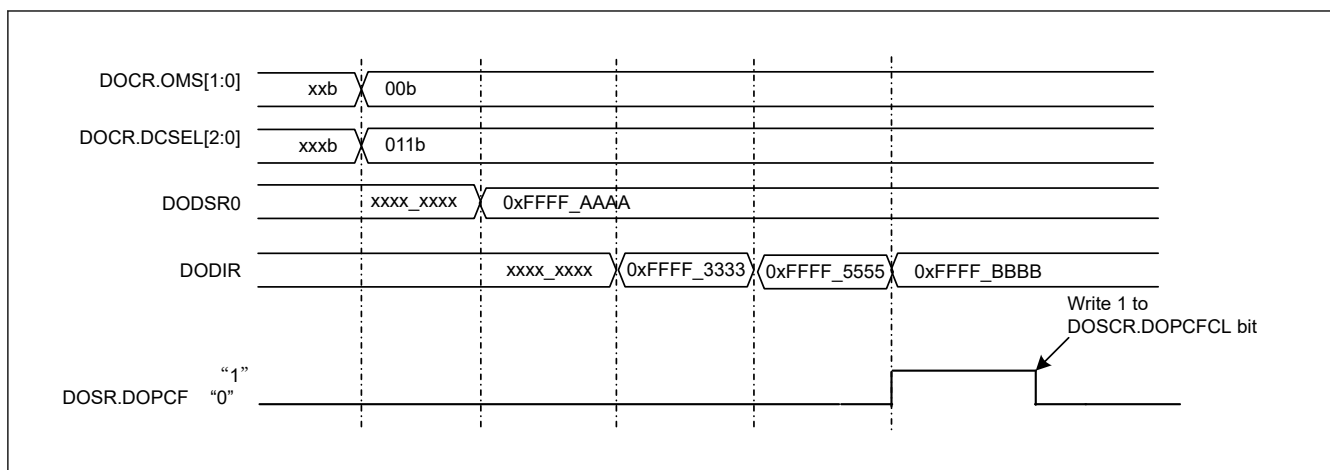 DOCR.OMS[1:0] xxb 00b
DOCR.DCSEL[2:0] xxxb 011b
DODSR0 xxxx_xxxx 0xFFFF_AAAA
DODIR xxxx_xxxx 0xFFFF_3333 0xFFFF_5555 0xFFFF_BBBB
Write 1 to
DOSCR.DOPCFCL bit
“1”
DOSR.DOPCF “0”